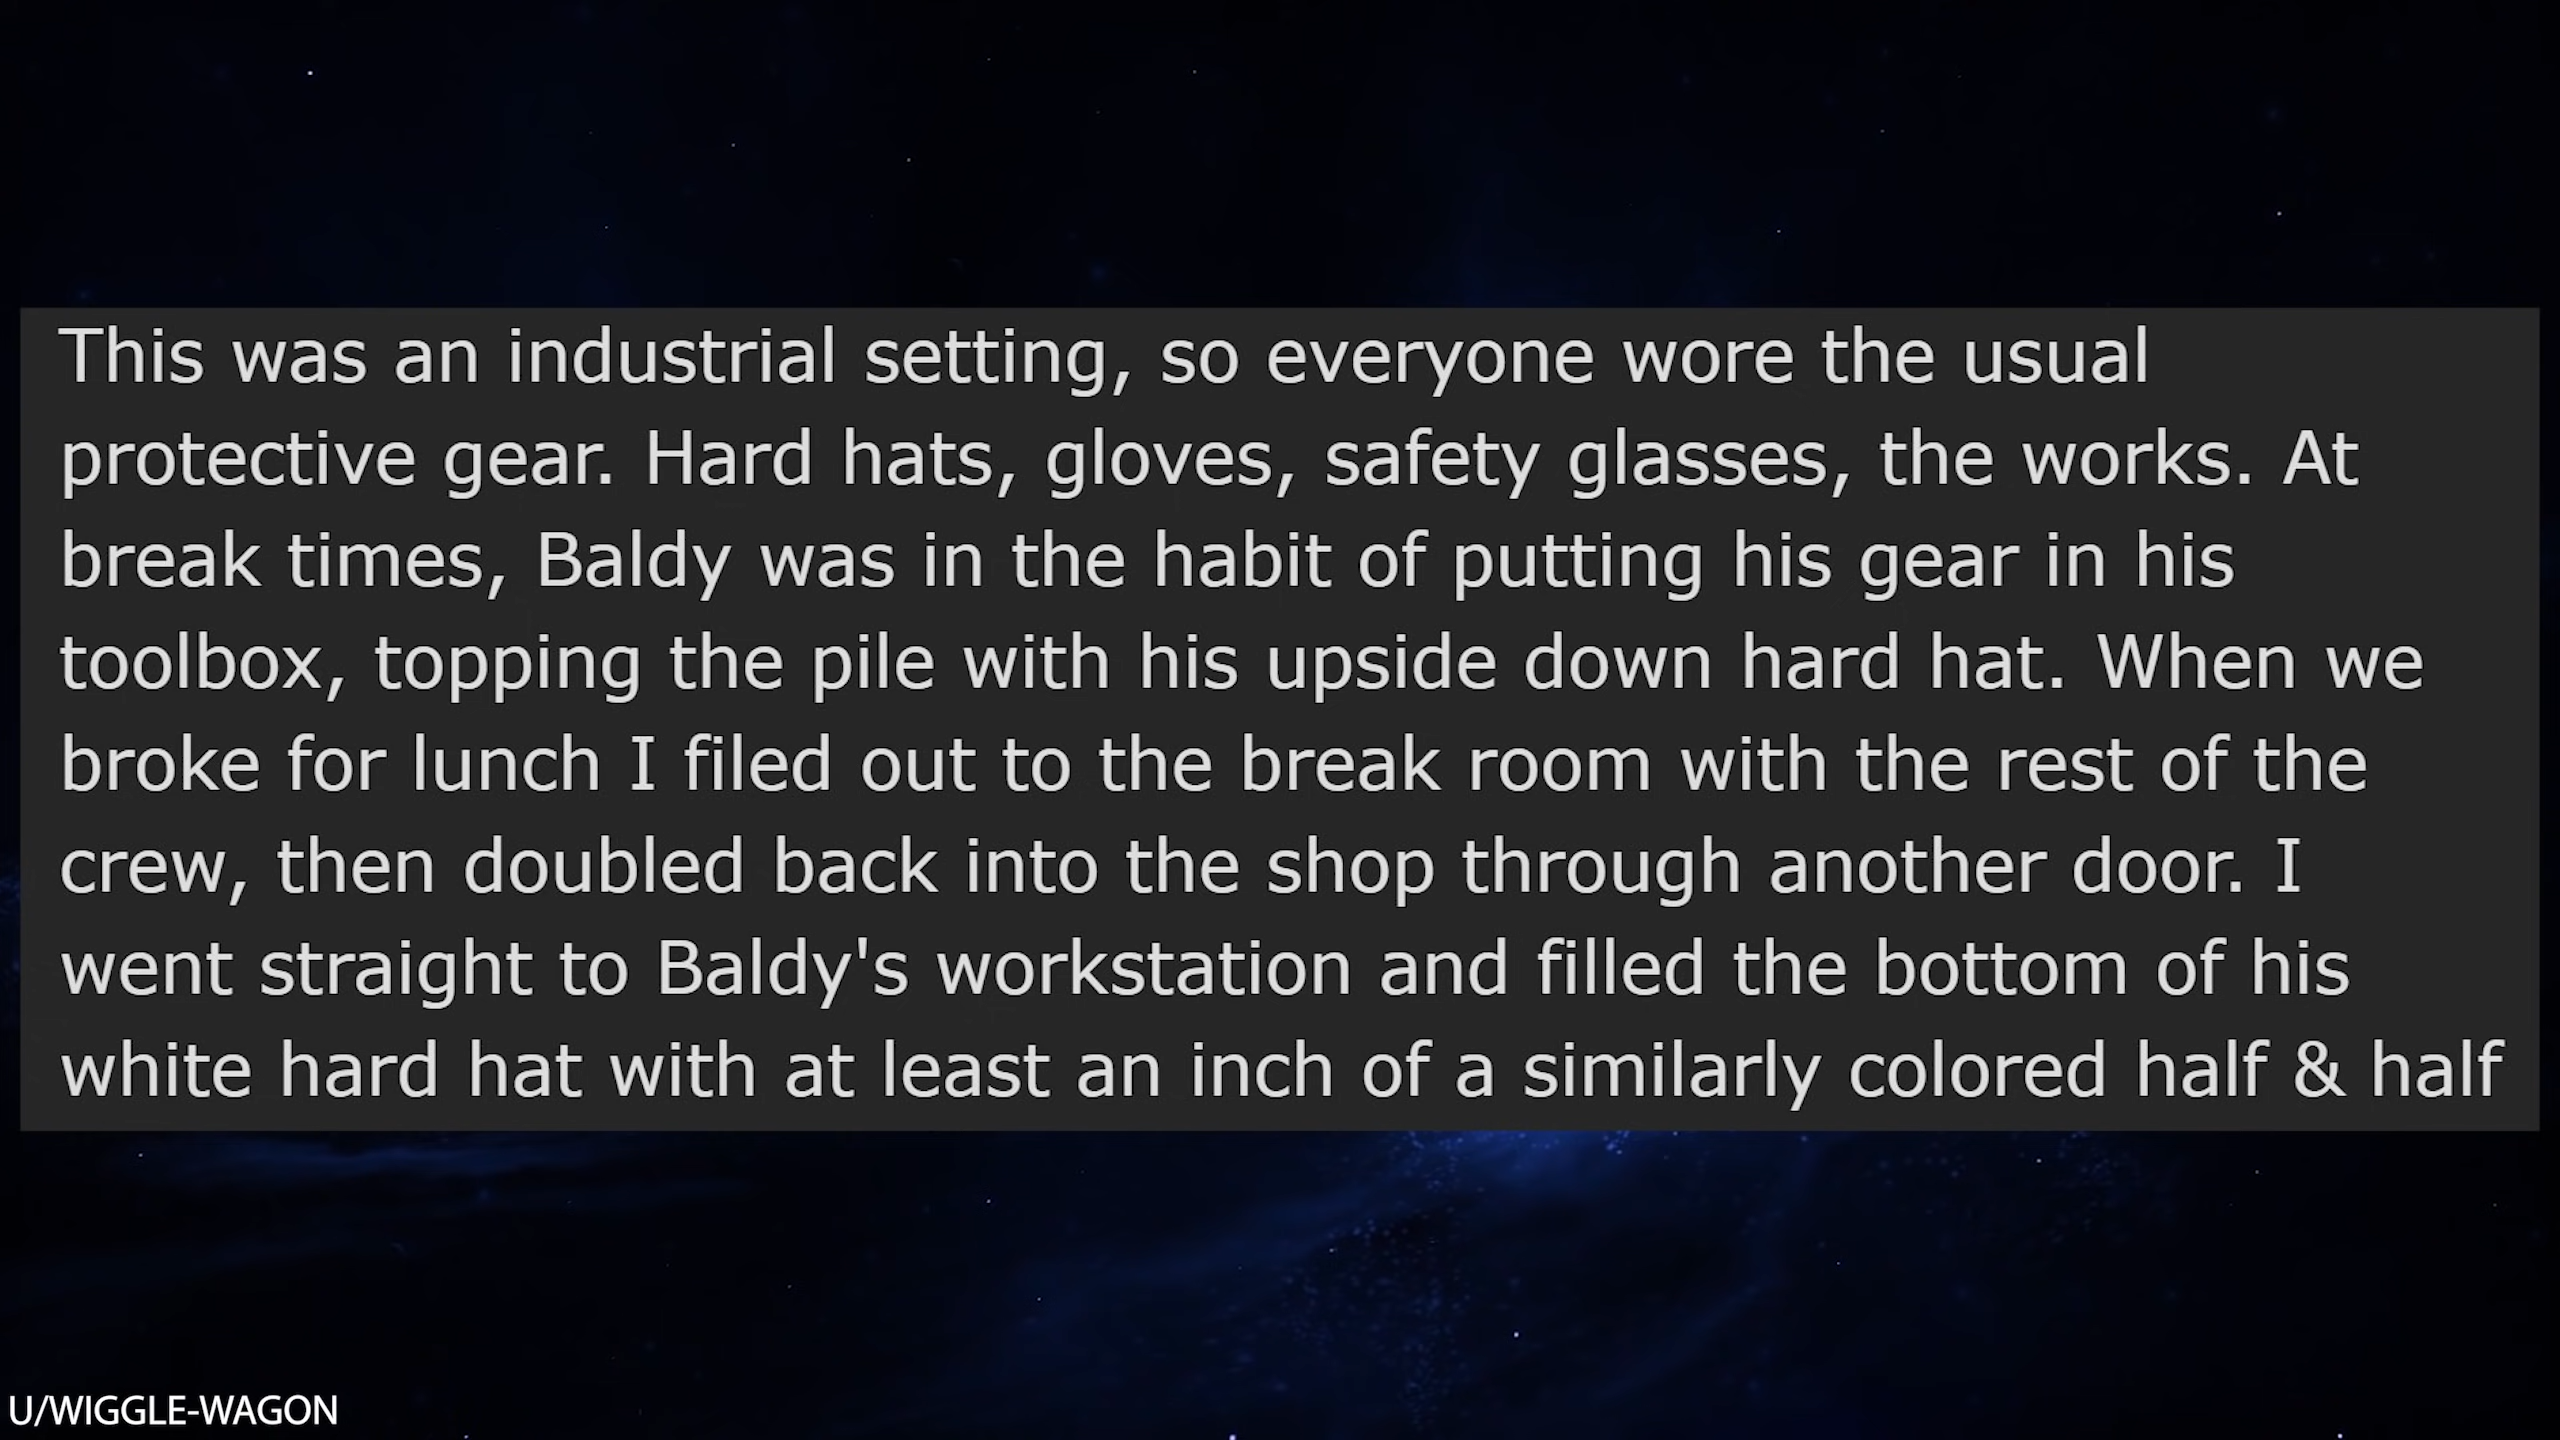 This was an industrial setting, so everyone wore the usual
protective gear. Hard hats, gloves, safety glasses, the works. At
break times, Baldy was in the habit of putting his gear in his
toolbox, topping the pile with his upside down hard hat. When we
broke for lunch I filed out to the break room with the rest of the
crew, then doubled back into the shop through another door. I
went straight to Baldy's workstation and filled the bottom of his
white hard hat with at least an inch of a similarly colored half & half
U/WIGGLE-WAGON